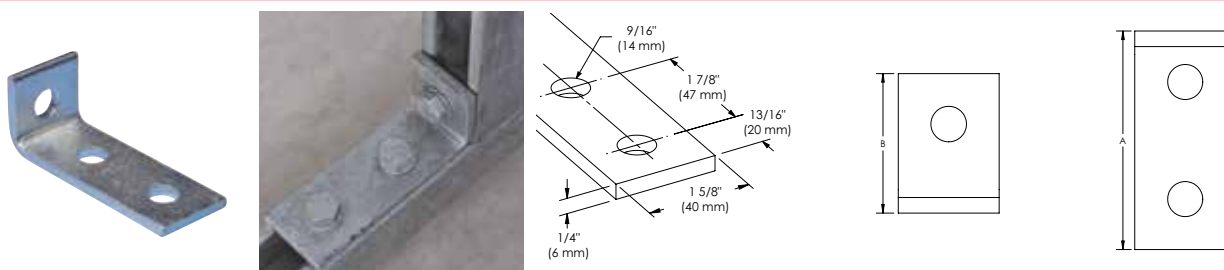 9/16"
(14 mm)
1 7/8"
(47 mm)
13/16"
(20 mm)
1 5/8"
(40 mm)
1/4"
(6 mm)
B
A